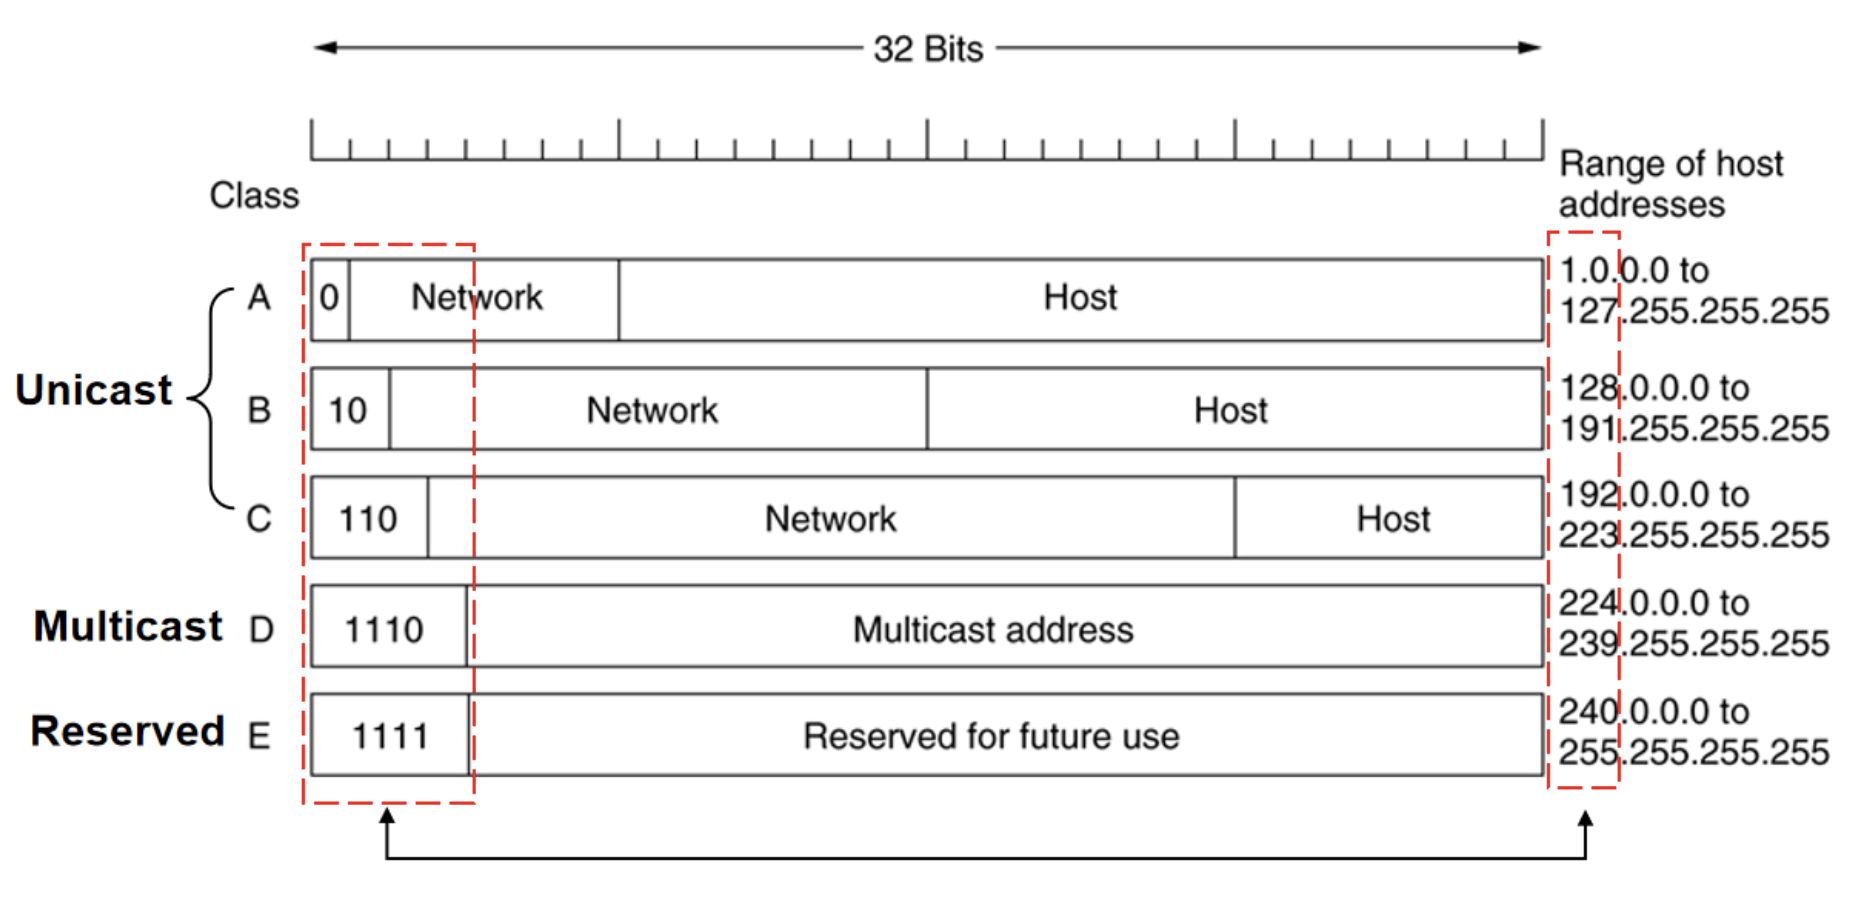 32 Bits
Range of host
addresses
Class
Unicast
A
0
Network
Host
1.0.0.0 to
127.255.255.255
B
10
Network
Host
128.0.0.0 to
191.255.255.255
C
110
Network
Host
192.0.0.0 to
223.255.255.255
Multicast
D
1110
Multicast address
224.0.0.0 to
239.255.255.255
Reserved
E
1111
Reserved for future use
240.0.0.0 to
255.255.255.255